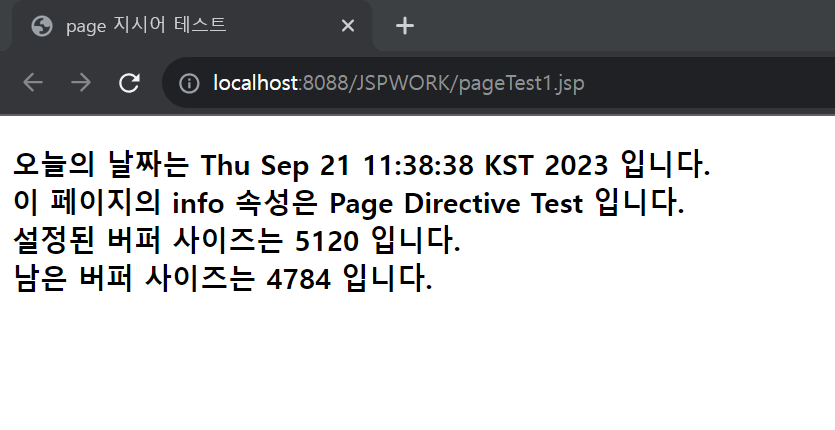 page 지시어 테스트
localhost:8088/JSPWORK/pageTest1.jsp
오늘의 날짜는 Thu Sep 21 11:38:38 KST 2023 입니다.
이 페이지의 info 속성은 Page Directive Test 입니다.
설정된 버퍼 사이즈는 5120 입니다.
남은 버퍼 사이즈는 4784 입니다.